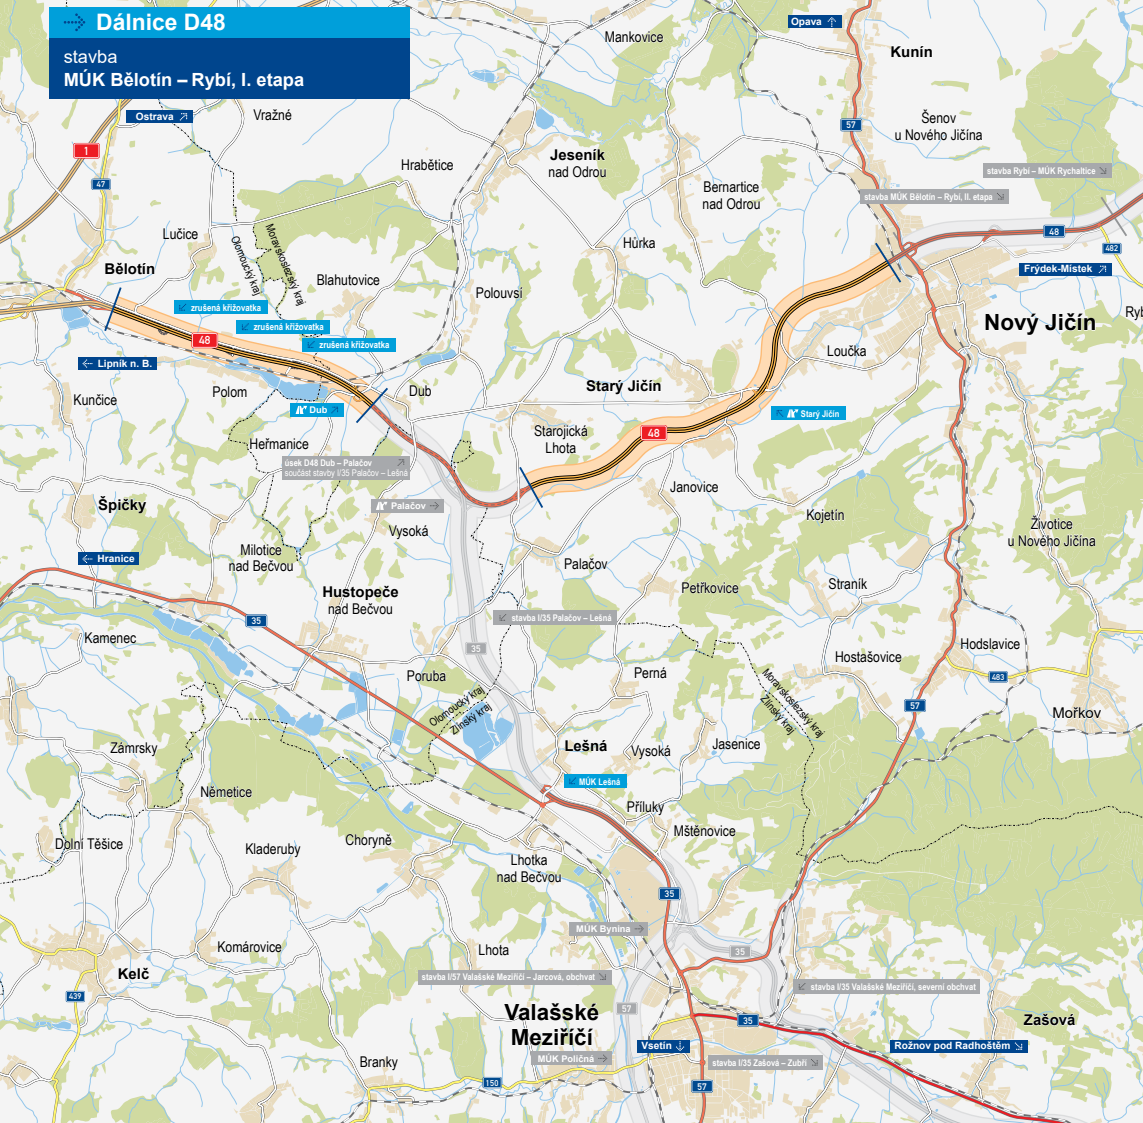 Dálnice D48
stavba
MÚK Bělotín – Rybí, I. etapa
Mankovice
Opava
Kunín
Ostrava
Vražné
57
Šenov
u Nového Jičína
1
Jeseník
nad Odrou
Hrabětice
47
stavba Rybí – MÚK Rychaltice
Bernartice
nad Odrou
stavba MÚK Bělotín – Rybí, II. etapa
Lučice
Olomoucký kraj
Moravskoslezský kraj
Hůrka
48
482
Bělotín
Blahutovice
Polouvsí
Frýdek-Místek
zrušená křižovatka
zrušená křižovatka
zrušená křižovatka
48
Nový Jičín
Ryb
Lipník n. B.
Loučka
Kunčice
Polom
Dub
Starý Jičín
Dub
Starý Jičín
Heřmanice
Starojická
Lhota
48
úsek D48 Dub – Palačov
součást stavby I/35 Palačov – Lešná
Janovice
Špičky
Palačov
Kojetín
Vysoká
Životice
u Nového Jičína
Hranice
Milotice
nad Bečvou
Palačov
Hustopeče
nad Bečvou
Petřkovice
Straník
35
stavba I/35 Palačov – Lešná
Kamenec
35
Hodslavice
Hostašovice
Poruba
Perná
483
Olomoucký kraj
Zlínský kraj
Moravskoslezský kraj
Zlínský kraj
57
Mořkov
Zámrsky
Lešná
Vysoká
Jasenice
MÚK Lešná
Němetice
Příluky
Mštěnovice
Dolní Těšice
Kladeruby
Choryně
Lhotka
nad Bečvou
35
MÚK Bynina
Komárovice
Lhota
35
Kelč
stavba I/57 Valašské Meziříčí – Jarcová, obchvat
stavba I/35 Valašské Meziříčí, severní obchvat
439
57
Valašské
Meziříčí
35
Zašová
Vsetín
Rožnov pod Radhoštěm
MÚK Poličná
stavba I/35 Zašová – Zubří
Branky
150
57